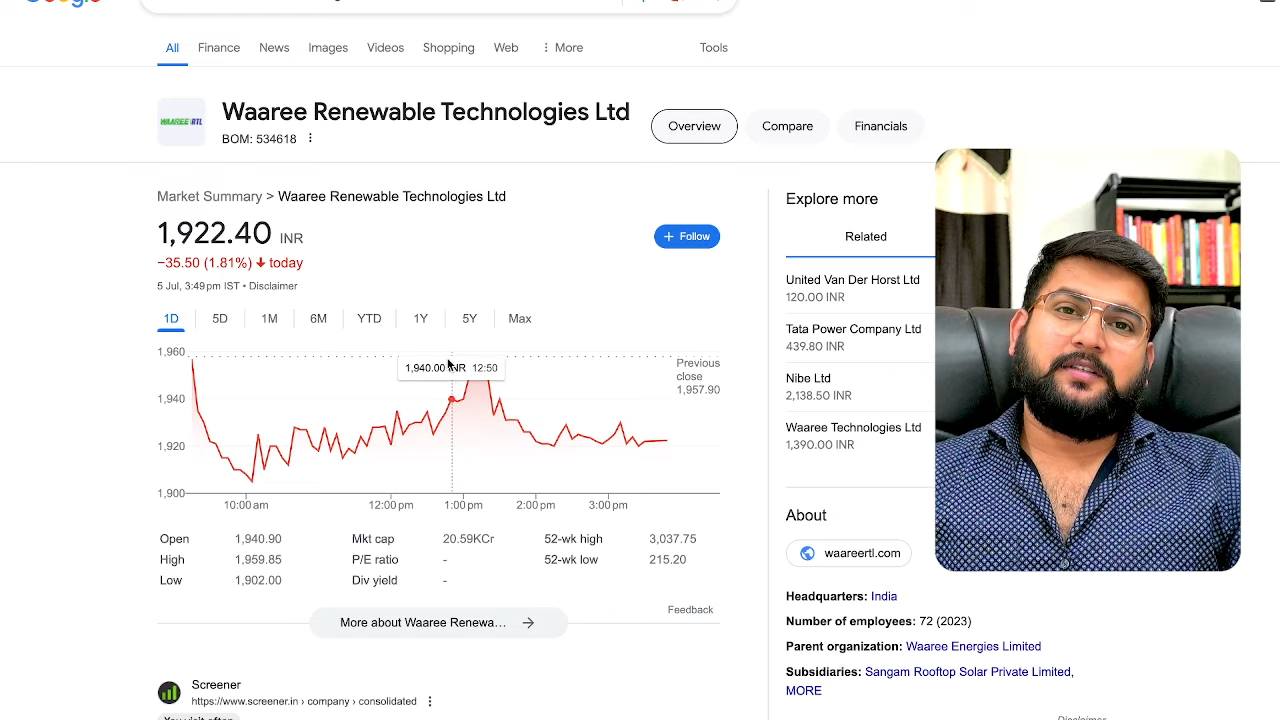 All
Finance
News
Images
Videos
Shopping
Web
More
Tools
WAAREE RTL
Waaree Renewable Technologies Ltd
BOM: 534618
Overview
Compare
Financials
Market Summary > Waaree Renewable Technologies Ltd
1,922.40 INR
+ Follow
−35.50 (1.81%) ↓ today
5 Jul, 3:49 pm IST • Disclaimer
1D
5D
1M
6M
YTD
1Y
5Y
Max
1,960
1,940
1,920
1,900
1,940.00 INR 12:50
Previous
close
1,957.90
10:00 am
12:00 pm
1:00 pm
2:00 pm
3:00 pm
Open 1,940.90
High 1,959.85
Low 1,902.00
Mkt cap 20.59KCr
P/E ratio -
Div yield -
52-wk high 3,037.75
52-wk low 215.20
Feedback
More about Waaree Renewa... →
Screener
https://www.screener.in › company › consolidated
You visit often
Explore more
Related
United Van Der Horst Ltd
120.00 INR
Tata Power Company Ltd
439.80 INR
Nibe Ltd
2,138.50 INR
Waaree Technologies Ltd
1,390.00 INR
About
waareertl.com
Headquarters: India
Number of employees: 72 (2023)
Parent organization: Waaree Energies Limited
Subsidiaries: Sangam Rooftop Solar Private Limited,
MORE
Disclaimer